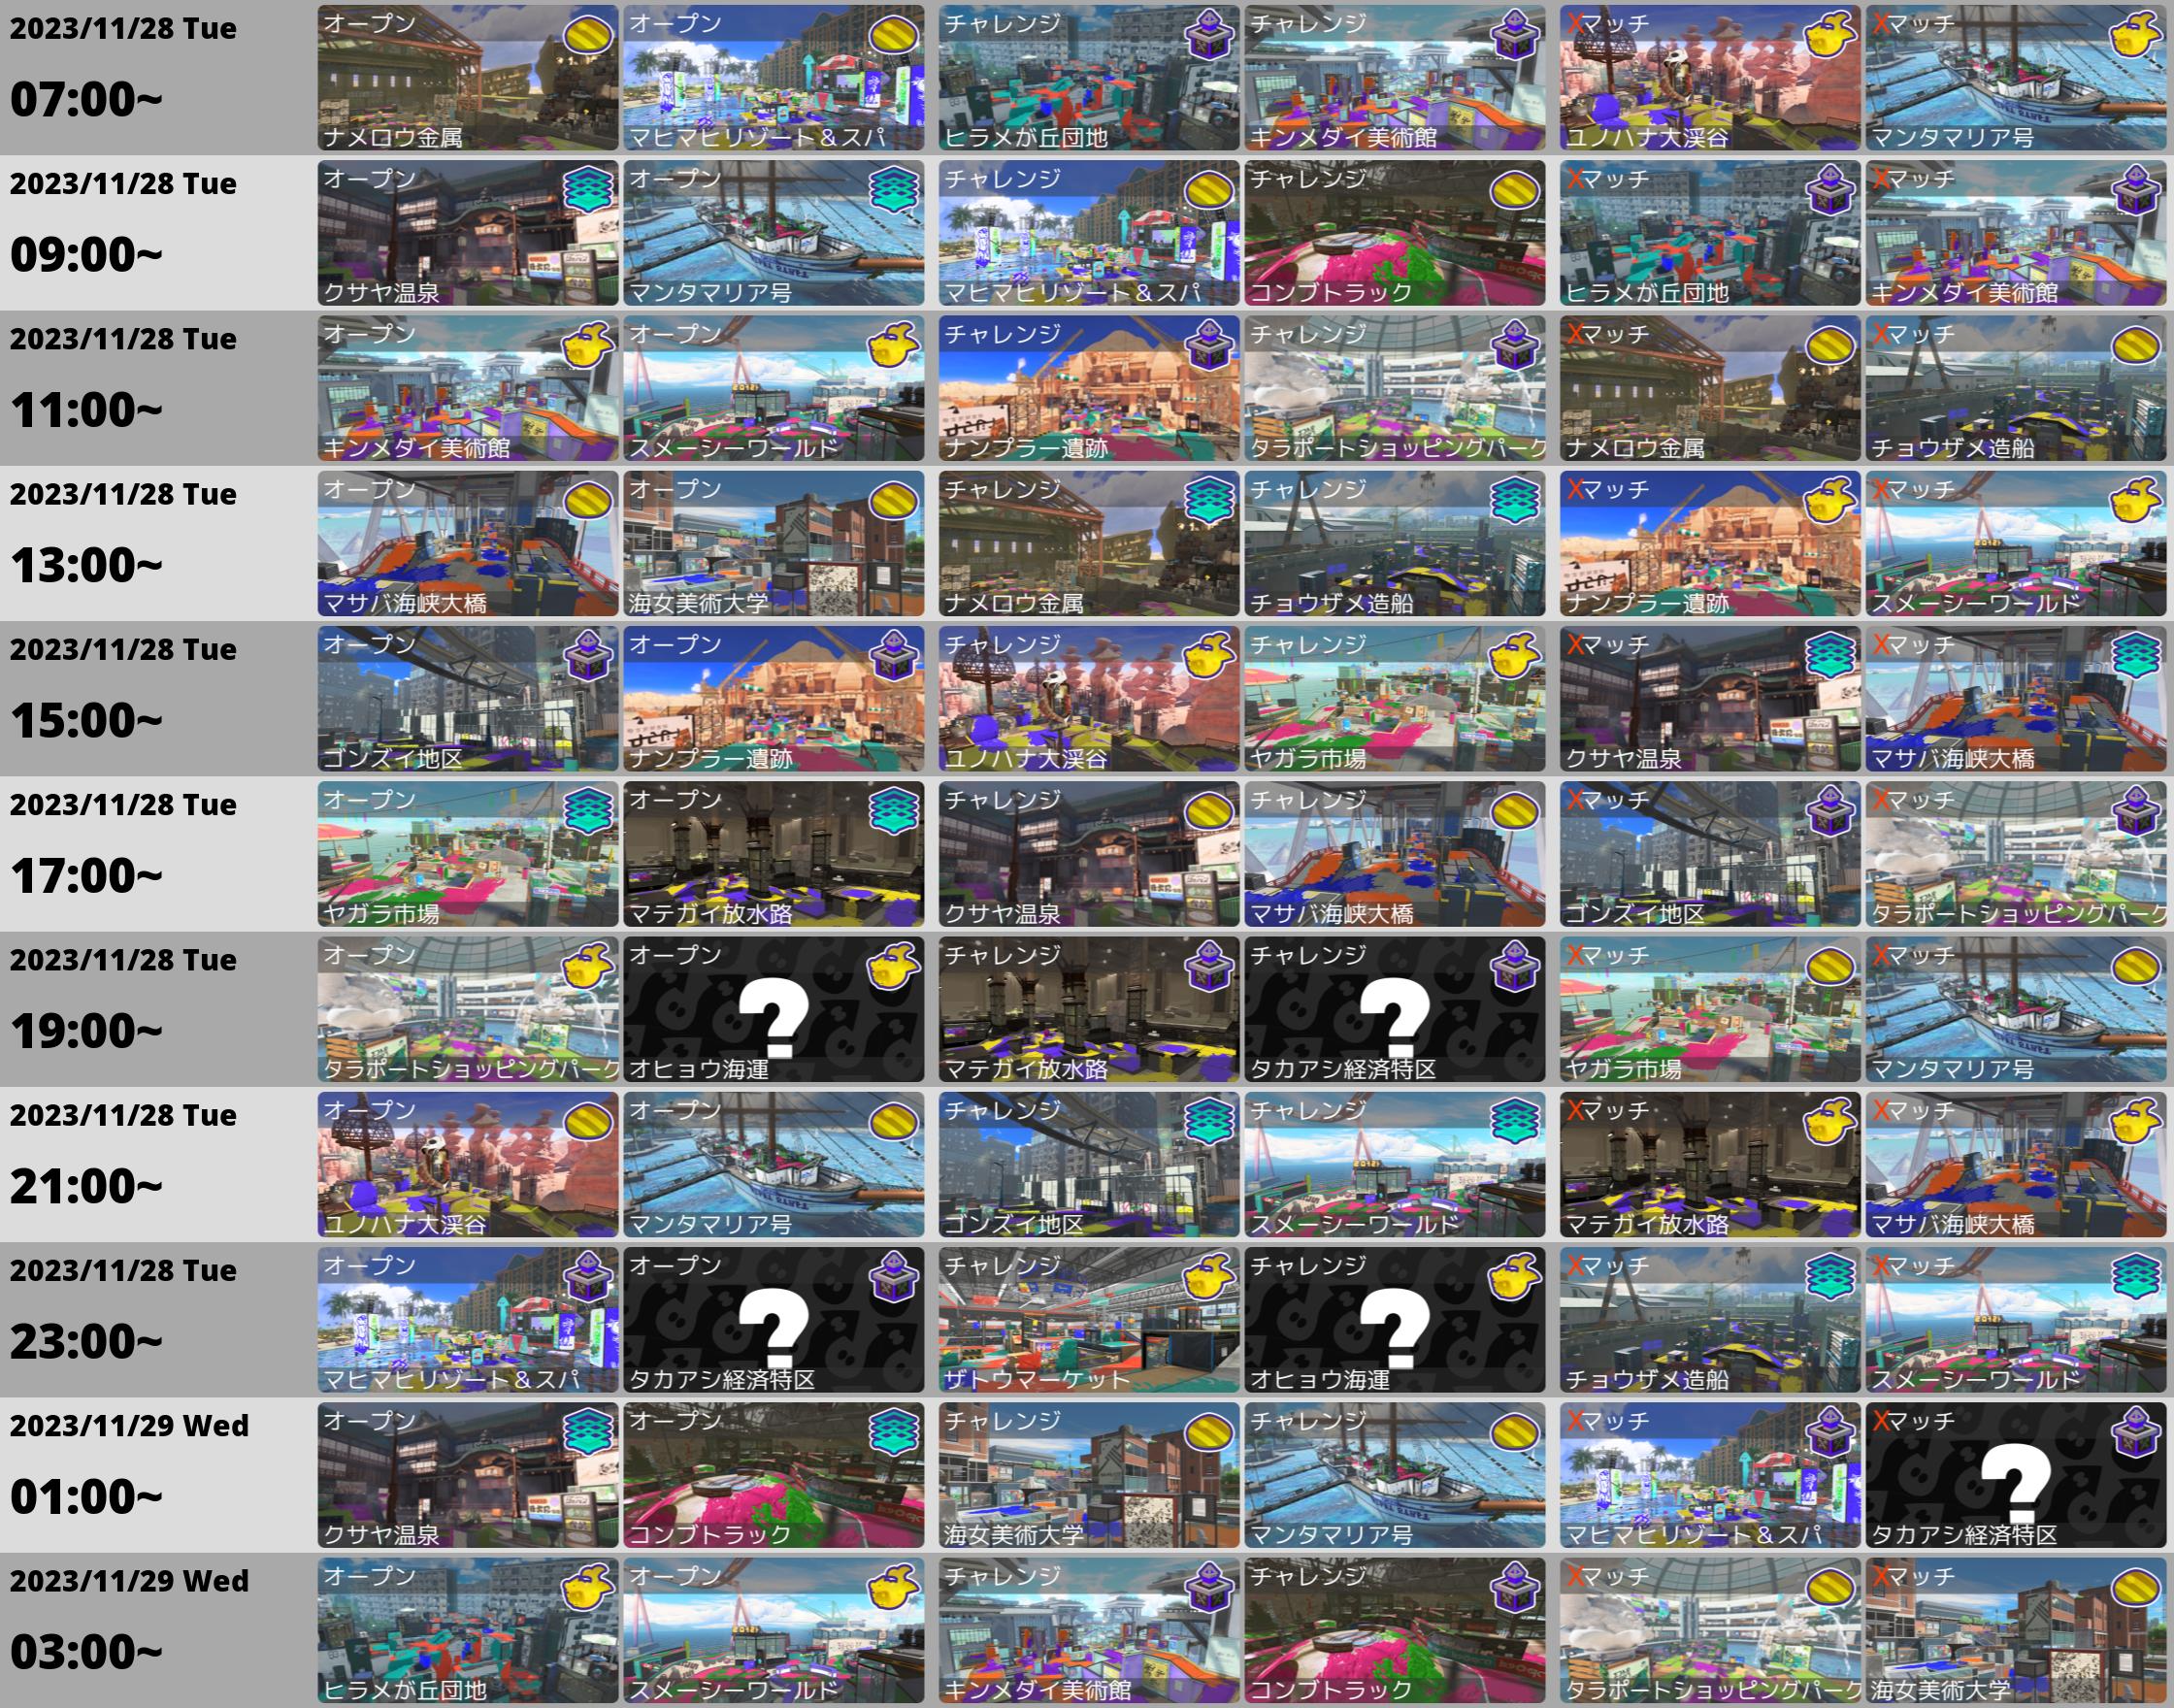 2023/11/28 Tue
07:00~
オープン
ナメロウ金属
オープン
マヒマヒリゾート＆スパ
チャレンジ
ヒラメが丘団地
チャレンジ
キンメダイ美術館
Xマッチ
ユノハナ大渓谷
Xマッチ
マンタマリア号
2023/11/28 Tue
09:00~
オープン
クサヤ温泉
オープン
マンタマリア号
チャレンジ
マヒマヒリゾート＆スパ
チャレンジ
コンブトラック
Xマッチ
ヒラメが丘団地
Xマッチ
キンメダイ美術館
2023/11/28 Tue
11:00~
オープン
キンメダイ美術館
オープン
スメーシーワールド
チャレンジ
ナンプラー遺跡
チャレンジ
タラポートショッピングパーク
Xマッチ
ナメロウ金属
Xマッチ
チョウザメ造船
2023/11/28 Tue
13:00~
オープン
マサバ海峡大橋
オープン
海女美術大学
チャレンジ
ナメロウ金属
チャレンジ
チョウザメ造船
Xマッチ
ナンプラー遺跡
Xマッチ
スメーシーワールド
2023/11/28 Tue
15:00~
オープン
ゴンズイ地区
オープン
ナンプラー遺跡
チャレンジ
ユノハナ大渓谷
チャレンジ
ヤガラ市場
Xマッチ
クサヤ温泉
Xマッチ
マサバ海峡大橋
2023/11/28 Tue
17:00~
オープン
ヤガラ市場
オープン
マテガイ放水路
チャレンジ
クサヤ温泉
チャレンジ
マサバ海峡大橋
Xマッチ
ゴンズイ地区
Xマッチ
タラポートショッピングパーク
2023/11/28 Tue
19:00~
オープン
タラポートショッピングパーク
オープン
?
オヒョウ海運
チャレンジ
マテガイ放水路
チャレンジ
?
タカアシ経済特区
Xマッチ
ヤガラ市場
Xマッチ
マンタマリア号
2023/11/28 Tue
21:00~
オープン
ユノハナ大渓谷
オープン
マンタマリア号
チャレンジ
ゴンズイ地区
チャレンジ
スメーシーワールド
Xマッチ
マテガイ放水路
Xマッチ
マサバ海峡大橋
2023/11/28 Tue
23:00~
オープン
マヒマヒリゾート＆スパ
オープン
?
タカアシ経済特区
チャレンジ
ザトウマーケット
チャレンジ
?
オヒョウ海運
Xマッチ
チョウザメ造船
Xマッチ
スメーシーワールド
2023/11/29 Wed
01:00~
オープン
クサヤ温泉
オープン
コンブトラック
チャレンジ
海女美術大学
チャレンジ
マンタマリア号
Xマッチ
マヒマヒリゾート＆スパ
Xマッチ
?
タカアシ経済特区
2023/11/29 Wed
03:00~
オープン
ヒラメが丘団地
オープン
スメーシーワールド
チャレンジ
キンメダイ美術館
チャレンジ
コンブトラック
Xマッチ
タラポートショッピングパーク
Xマッチ
海女美術大学